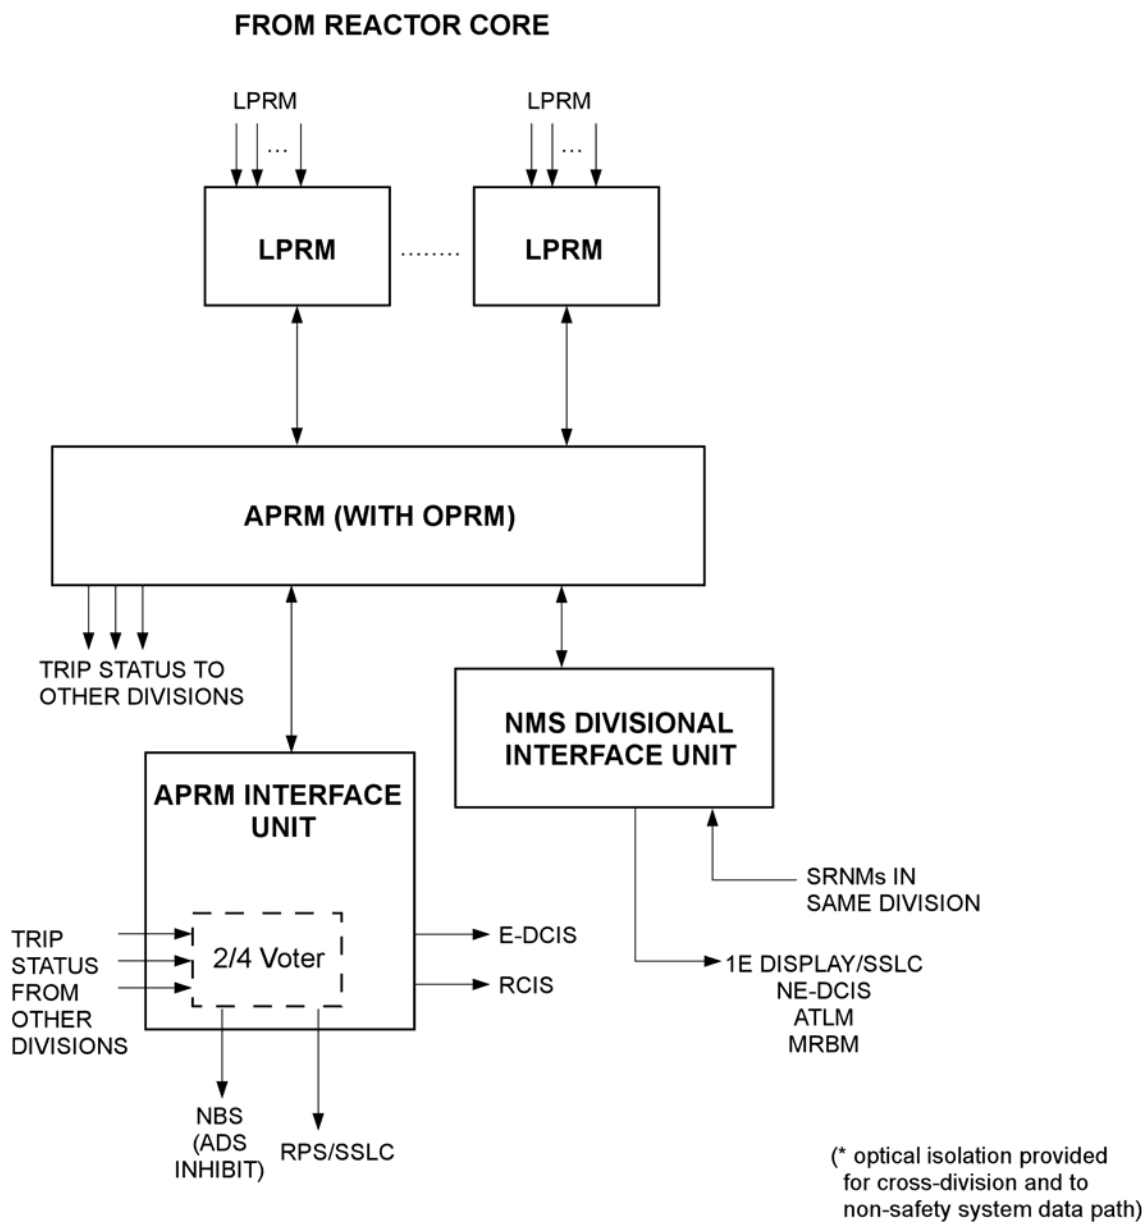 FROM REACTOR CORE
LPRM
LPRM
...
...
LPRM
........
LPRM
APRM (WITH OPRM)
TRIP STATUS TO
OTHER DIVISIONS
NMS DIVISIONAL
INTERFACE UNIT
APRM INTERFACE
UNIT
SRNMs IN
SAME DIVISION
TRIP
STATUS
FROM
OTHER
DIVISIONS
2/4 Voter
E-DCIS
RCIS
1E DISPLAY/SSLC
NE-DCIS
ATLM
MRBM
NBS
(ADS
INHIBIT)
RPS/SSLC
(* optical isolation provided
for cross-division and to
non-safety system data path)